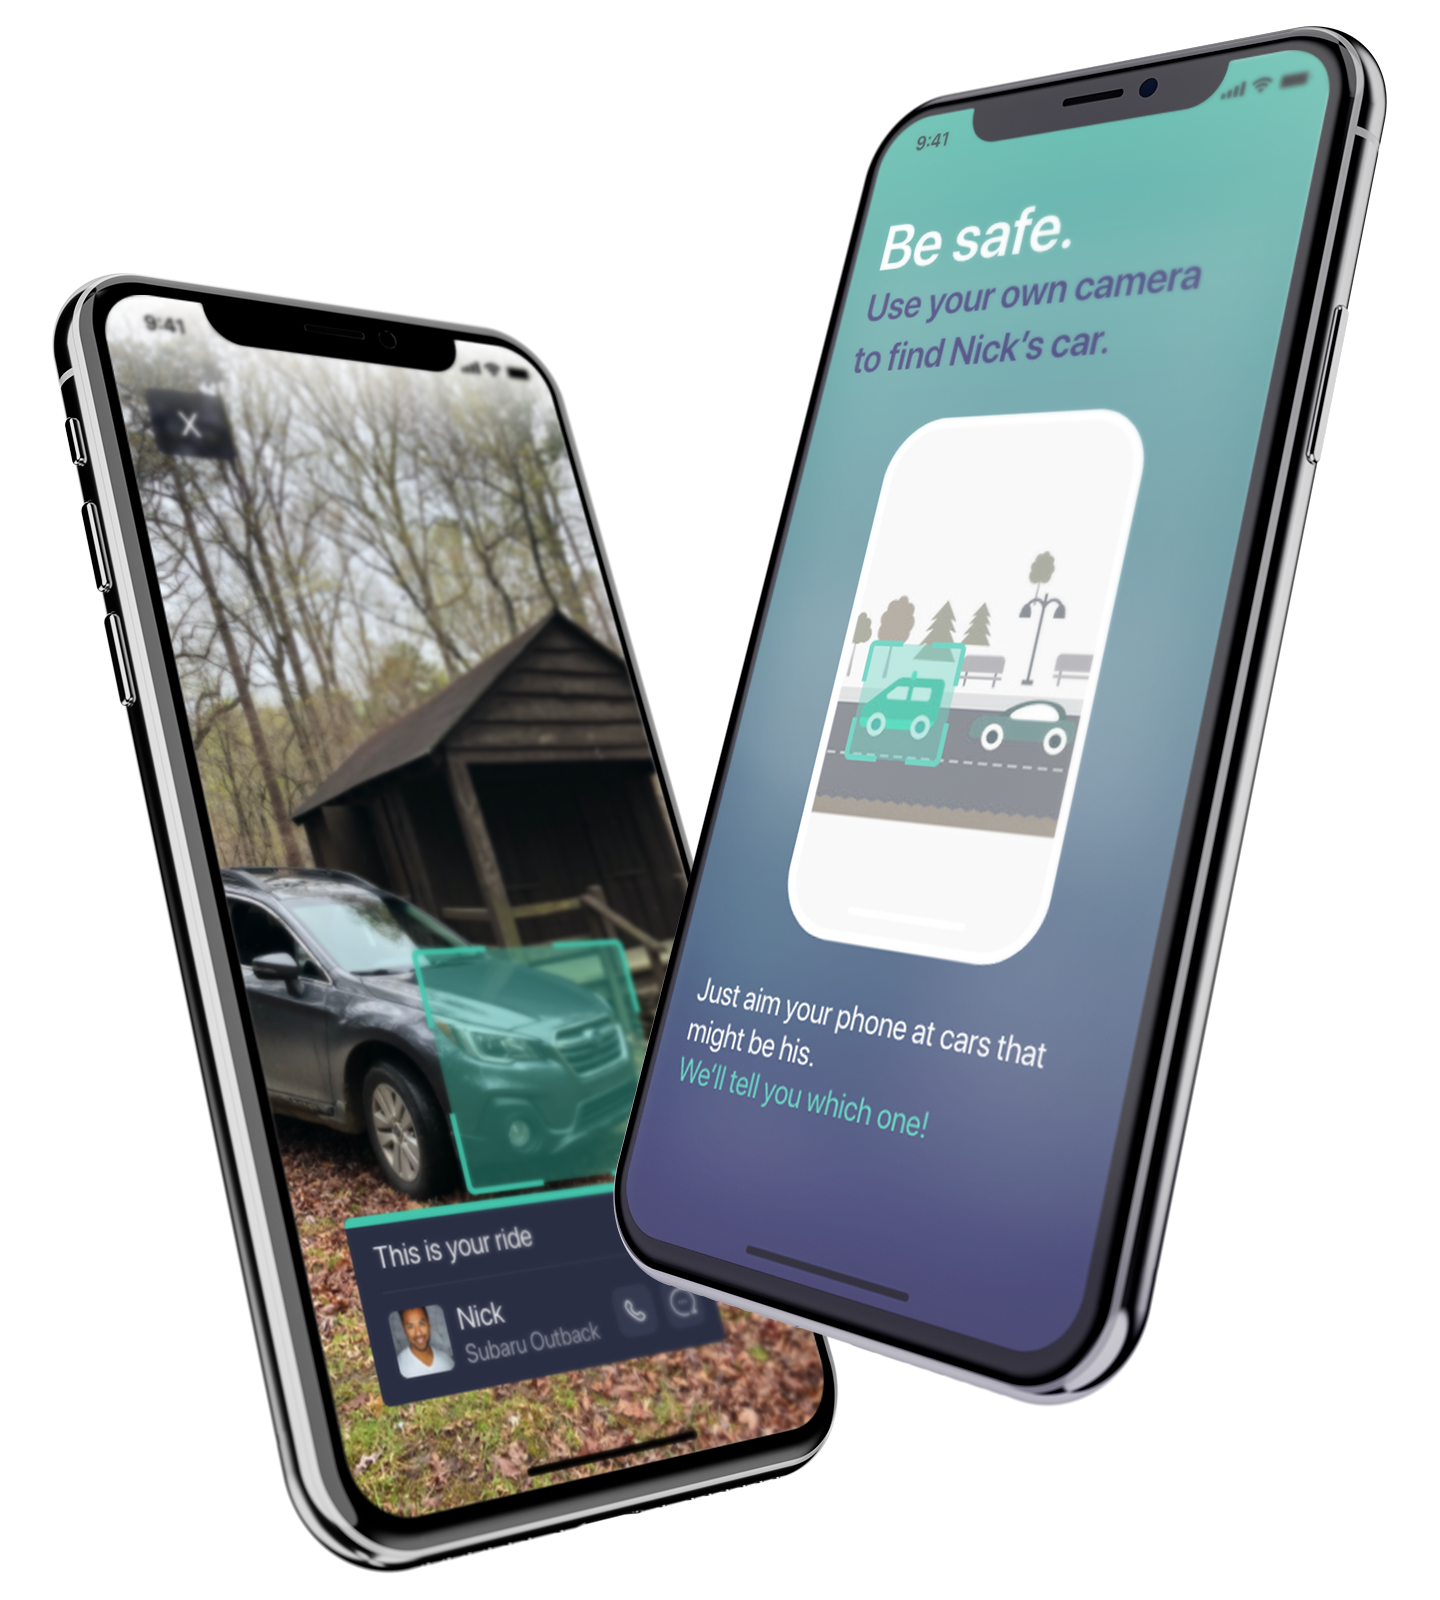 9:41
X
This is your ride
Nick
Subaru Outback
9:41
Be safe.
Use your own camera
to find Nick's car.
Just aim your phone at cars that
might be his.
We'll tell you which one!